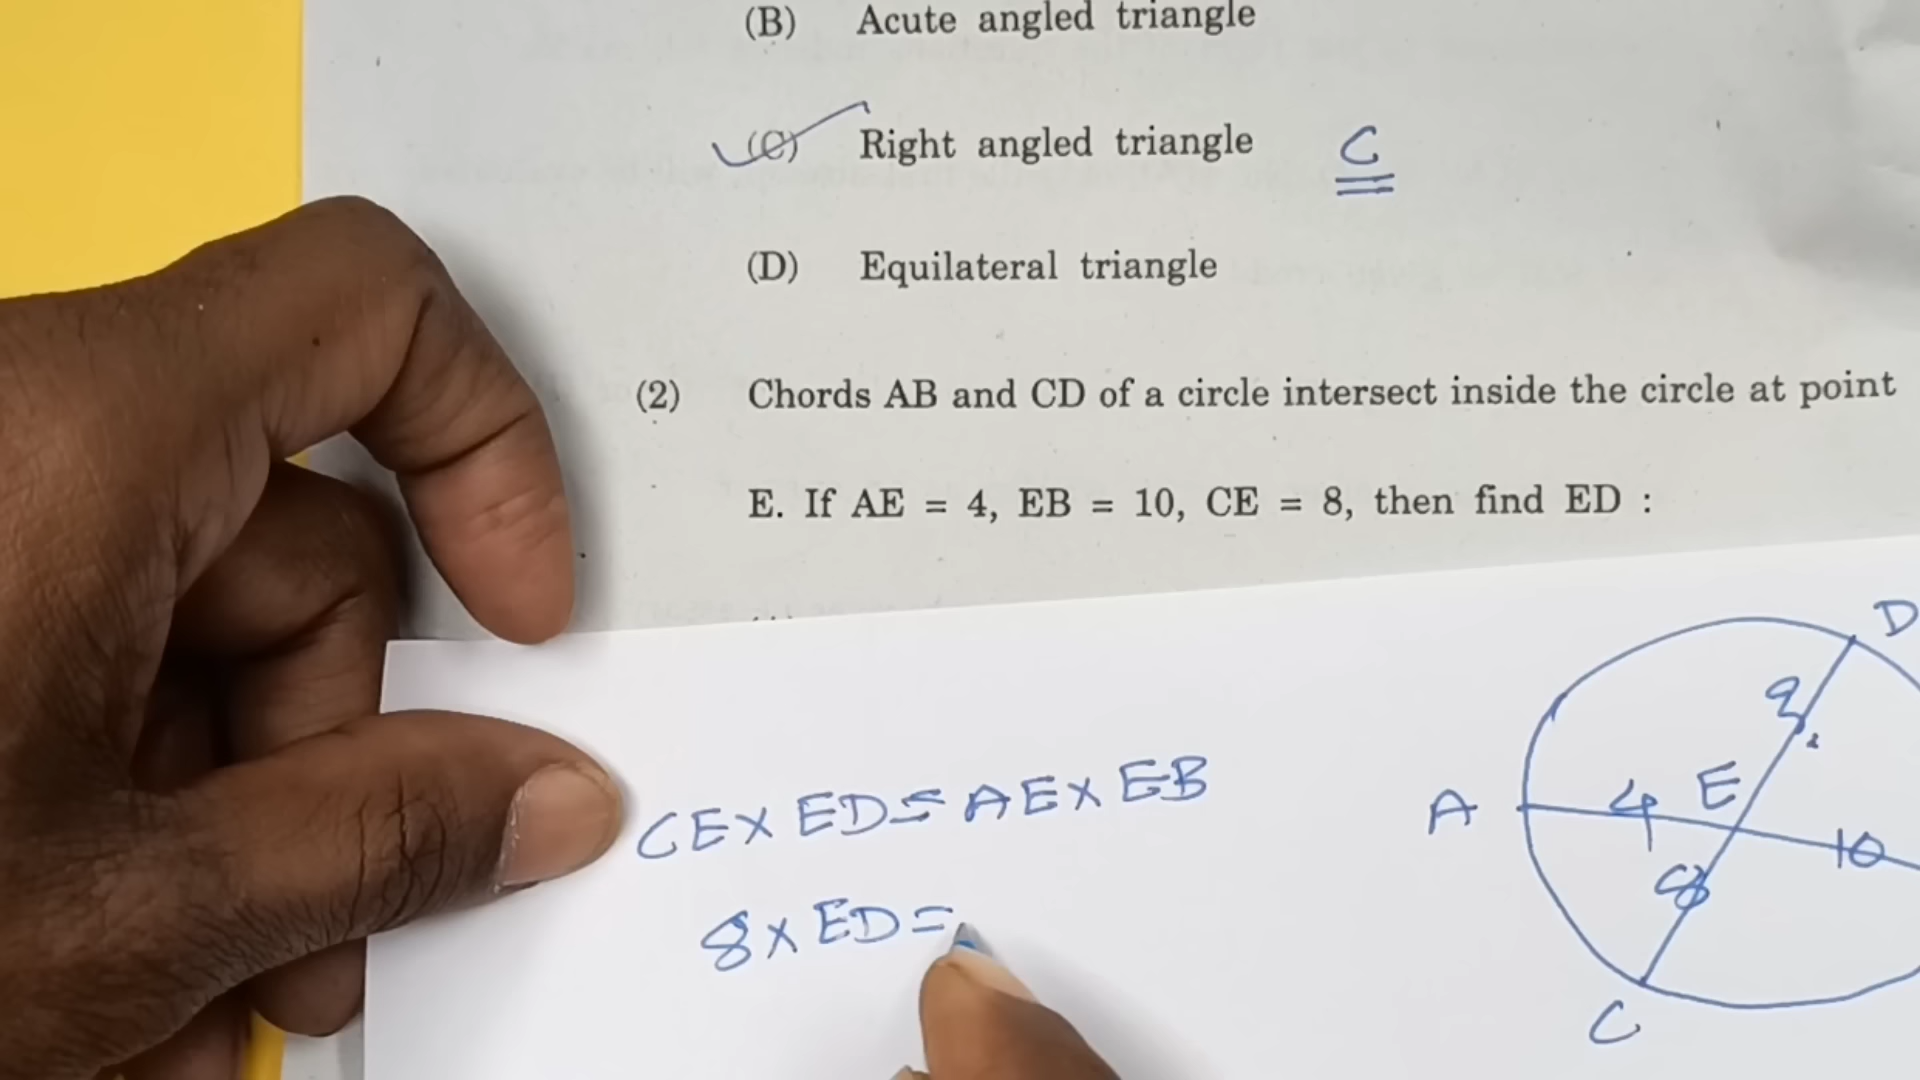 (B) Acute angled triangle
(C) Right angled triangle C
(D) Equilateral triangle
(2) Chords AB and CD of a circle intersect inside the circle at point
E. If AE = 4, EB = 10, CE = 8, then find ED :
D
?
CE × ED = AE × EB
A 4 E 10
8
8 × ED =
C